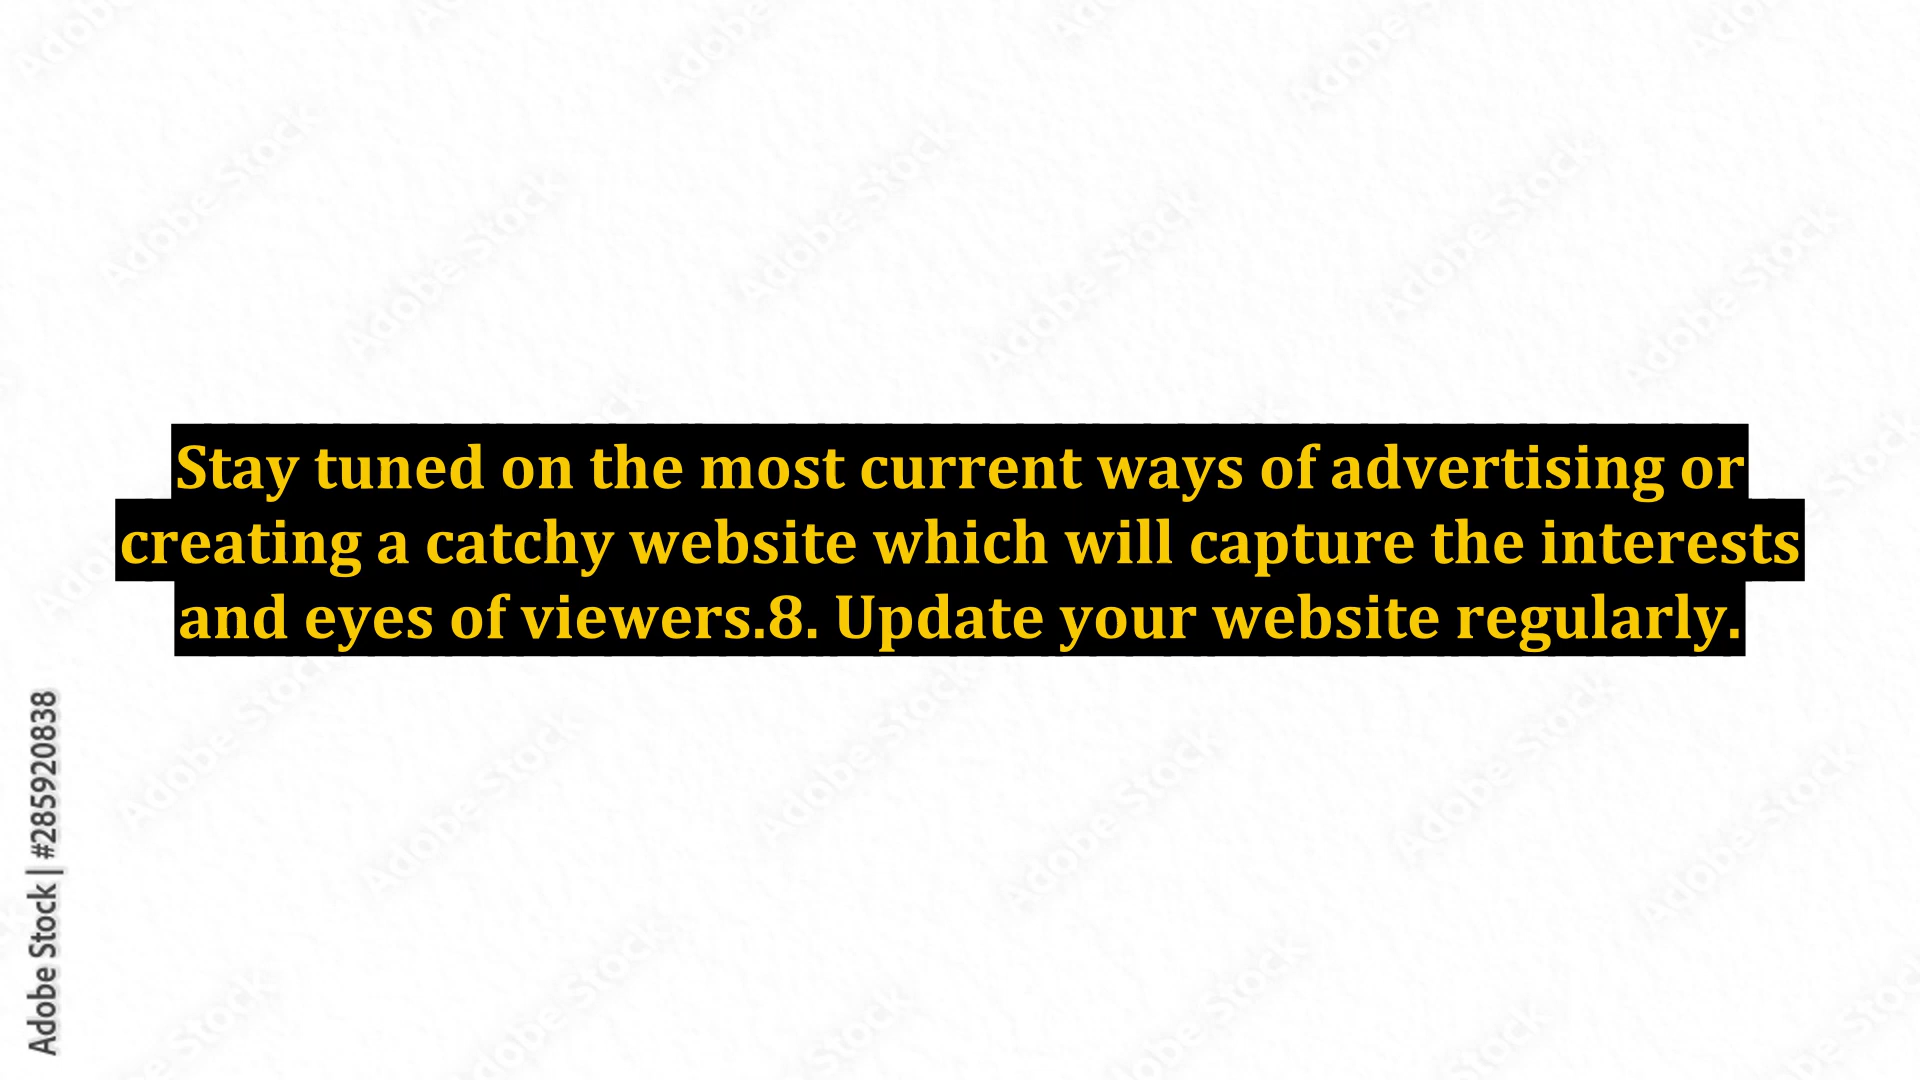 Stay tuned on the most current ways of advertising or
creating a catchy website which will capture the interests
and eyes of viewers.8. Update your website regularly.
Adobe Stock | #285920838